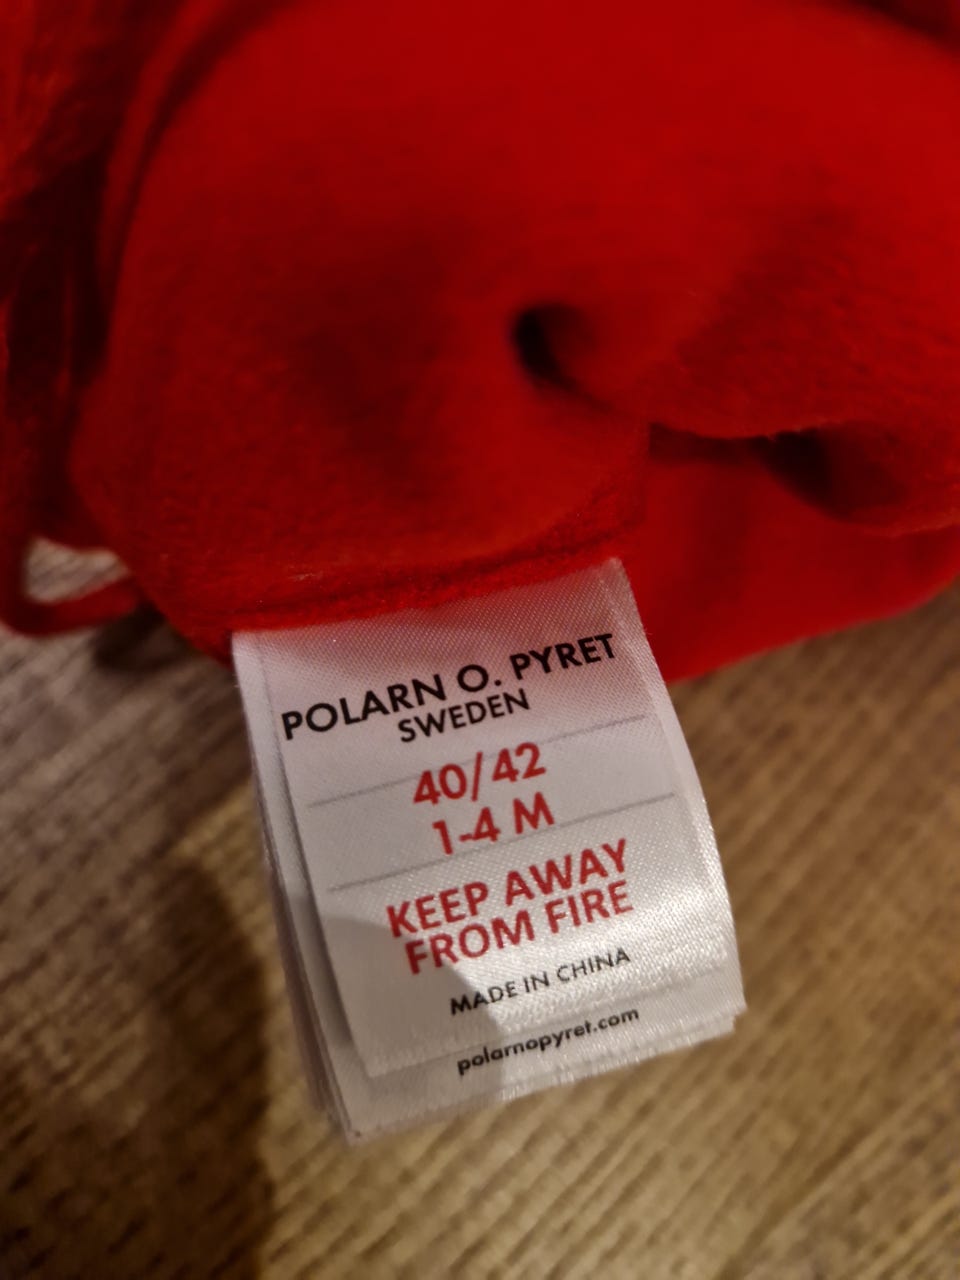 POLARN O. PYRET
SWEDEN
40/42
1-4 M
KEEP AWAY
FROM FIRE
MADE IN CHINA
polarnopyret.com